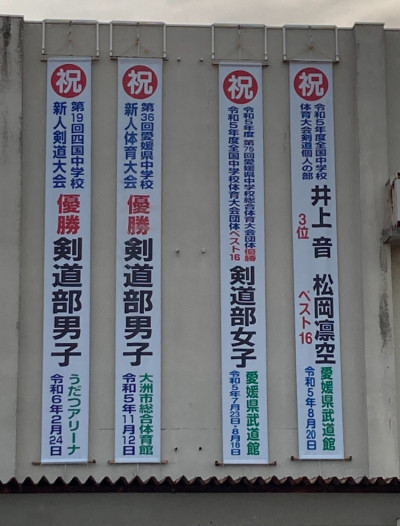 祝
令和5年度全国中学校
体育大会剣道個人の部
井上 音 松岡凛空
3位 ベスト16
愛媛県武道館
令和5年8月20日
祝
令和5年度 第75回愛媛県中学校総合体育大会団体優勝
令和5年度全国中学校体育大会団体ベスト16
剣道部女子
愛媛県武道館
令和5年7月23日・8月18日
祝
第36回愛媛県中学校
新人体育大会
優勝
剣道部男子
大洲市総合体育館
令和5年11月12日
祝
第19回四国中学校
新人剣道大会
優勝
剣道部男子
うだつアリーナ
令和6年2月24日